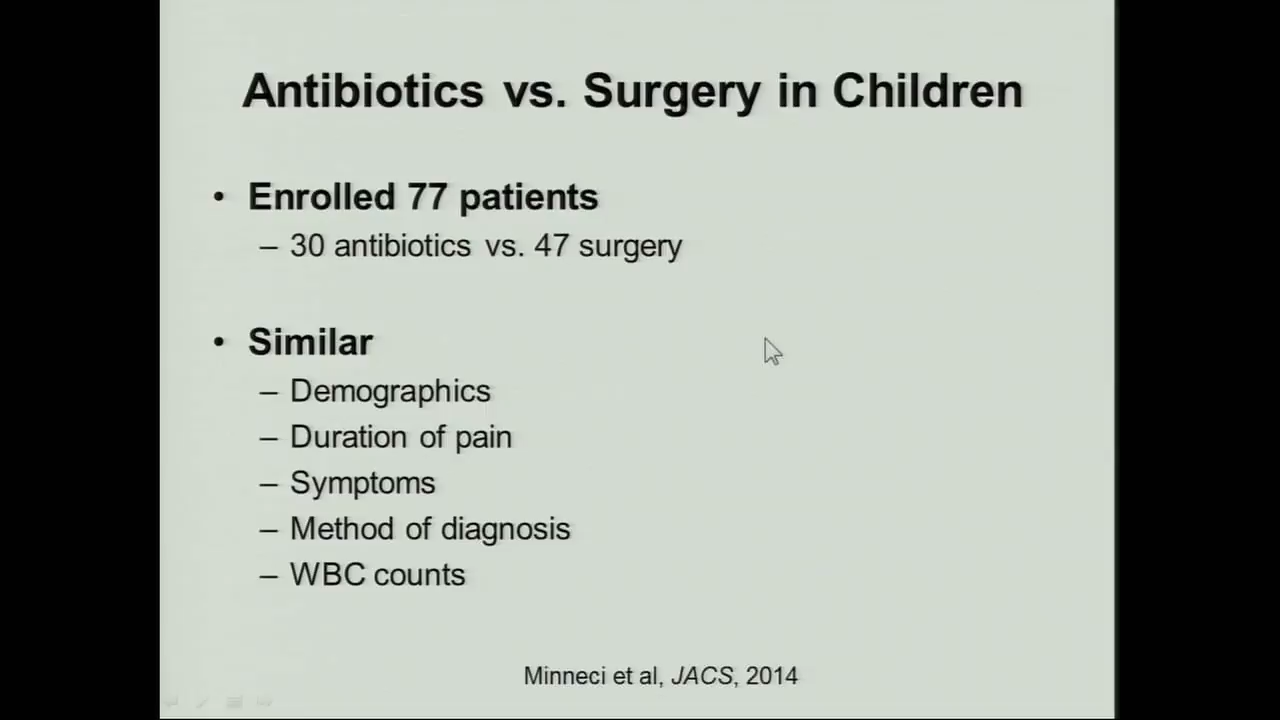 Antibiotics vs. Surgery in Children
• Enrolled 77 patients
– 30 antibiotics vs. 47 surgery
• Similar
– Demographics
– Duration of pain
– Symptoms
– Method of diagnosis
– WBC counts
Minneci et al, JACS, 2014